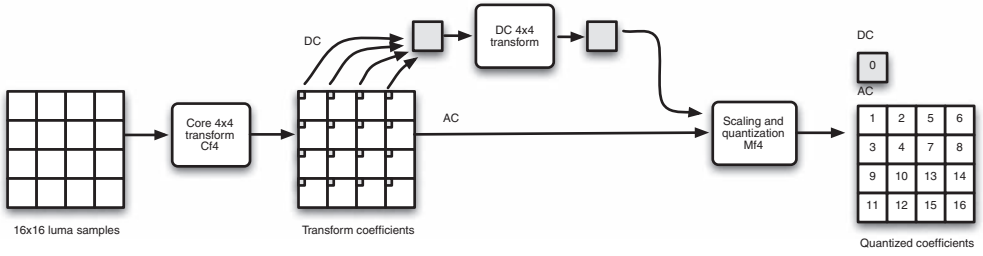 DC
DC 4x4
transform
DC
0
AC
AC
Core 4x4
transform
Cf4
Scaling and
quantization
Mf4
1 2 5 6
3 4 7 8
9 10 13 14
11 12 15 16
16x16 luma samples
Transform coefficients
Quantized coefficients